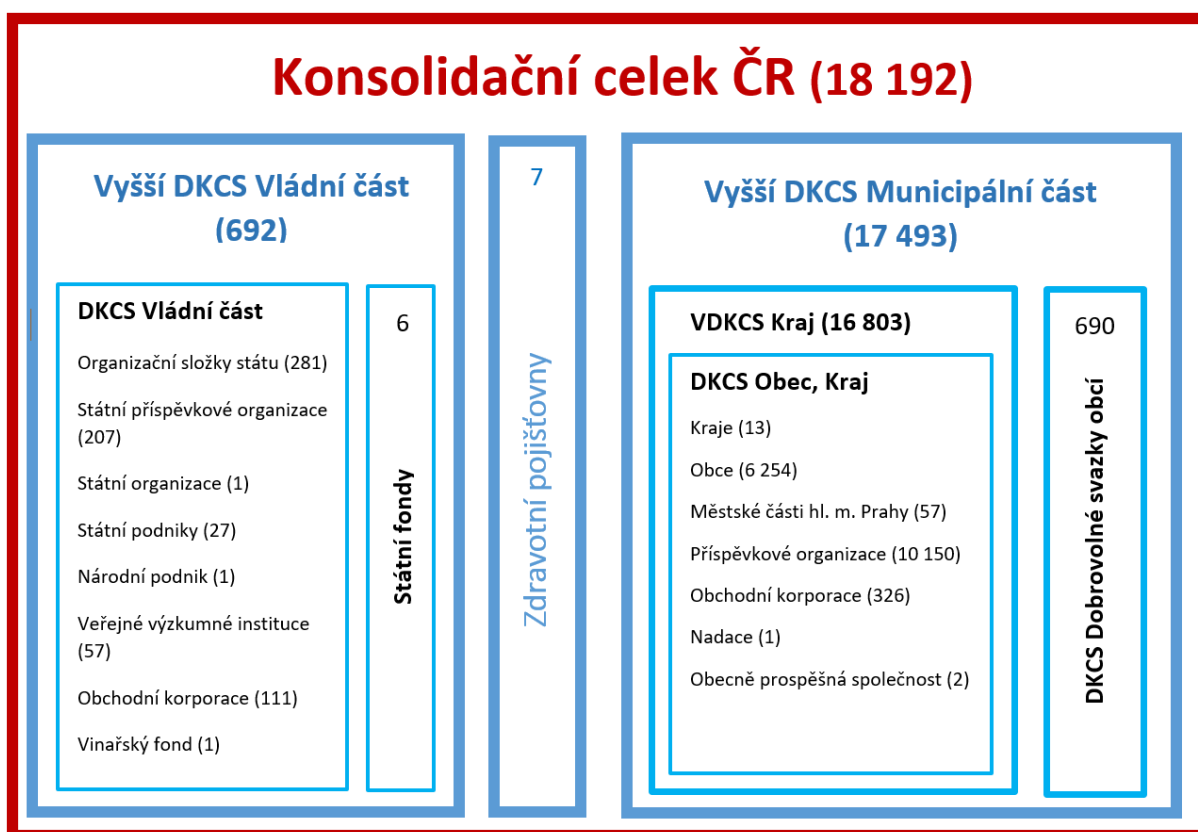 Konsolidační celek ČR (18 192)
Vyšší DKCS Vládní část
(692)
DKCS Vládní část
Organizační složky státu (281)
Státní příspěvkové organizace
(207)
Státní organizace (1)
Státní podniky (27)
Národní podnik (1)
Veřejné výzkumné instituce
(57)
Obchodní korporace (111)
Vinařský fond (1)
6
Státní fondy
7
Zdravotní pojišťovny
Vyšší DKCS Municipální část
(17 493)
VDKCS Kraj (16 803)
DKCS Obec, Kraj
Kraje (13)
Obce (6 254)
Městské části hl. m. Prahy (57)
Příspěvkové organizace (10 150)
Obchodní korporace (326)
Nadace (1)
Obecně prospěšná společnost (2)
690
DKCS Dobrovolné svazky obcí